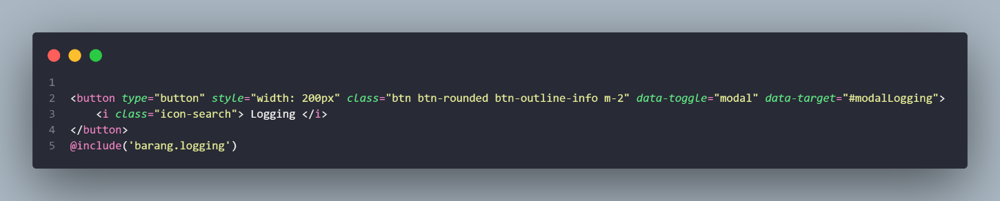 1
2 <button type="button" style="width: 200px" class="btn btn-rounded btn-outline-info m-2" data-toggle="modal" data-target="#modalLogging">
3     <i class="icon-search"> Logging </i>
4 </button>
5 @include('barang.logging')